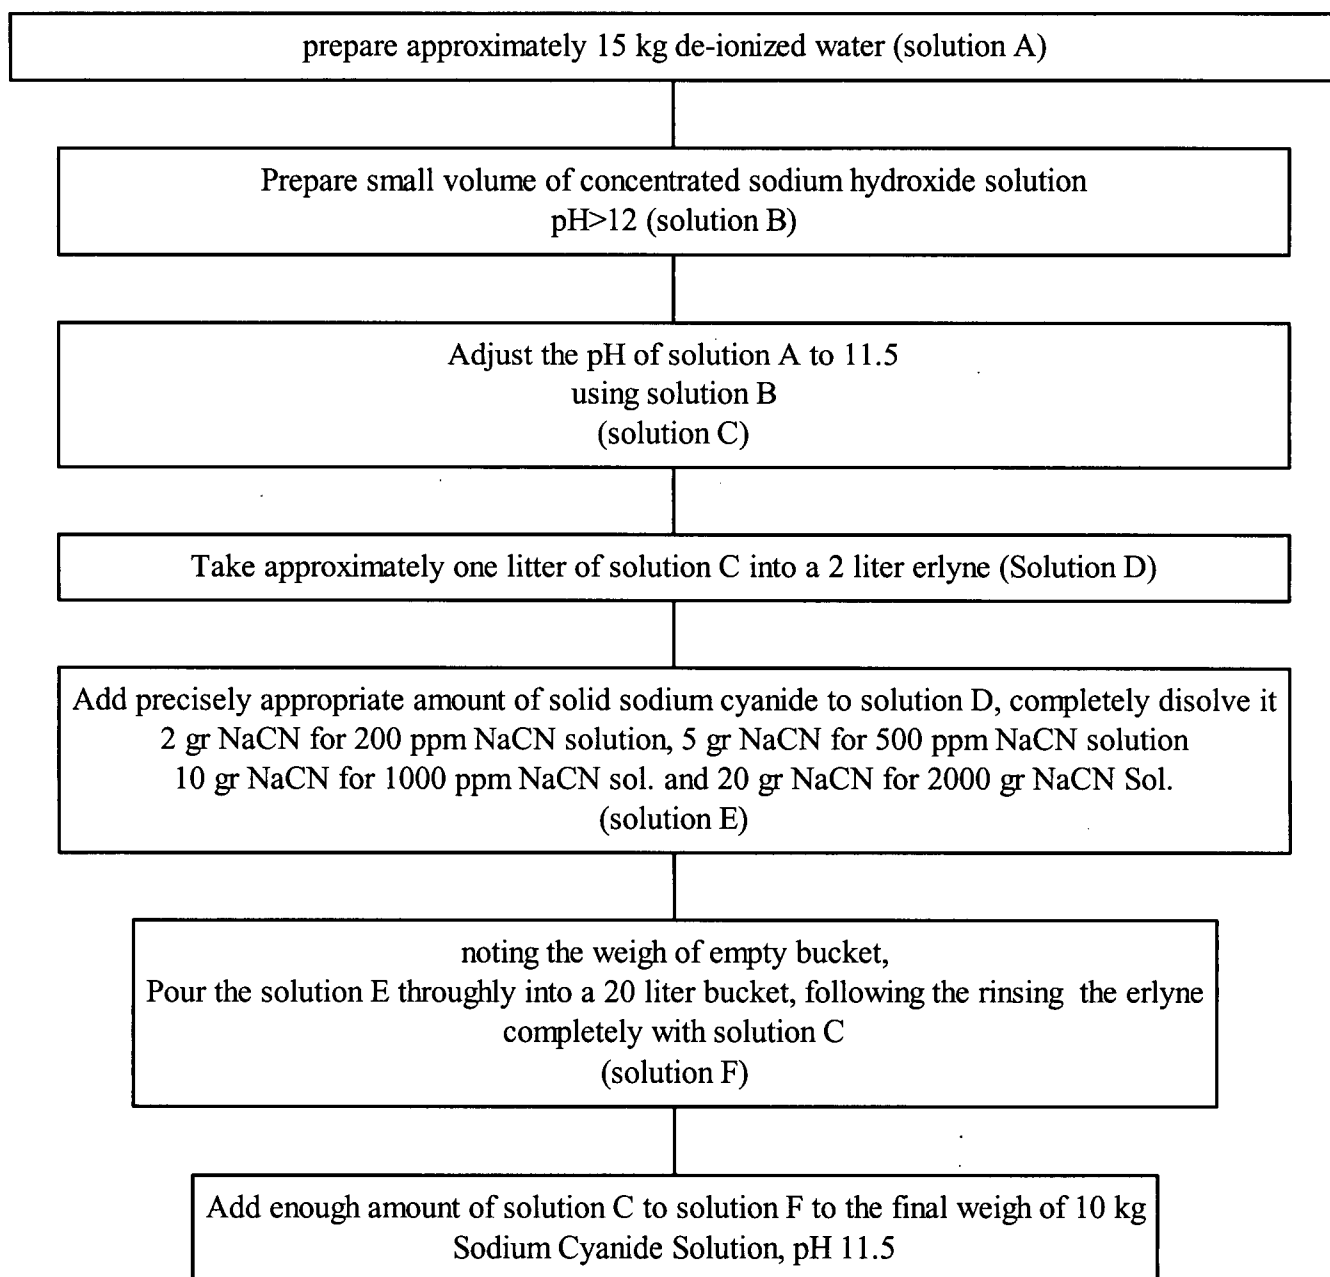 prepare approximately 15 kg de-ionized water (solution A)
Prepare small volume of concentrated sodium hydroxide solution
pH>12 (solution B)
Adjust the pH of solution A to 11.5
using solution B
(solution C)
Take approximately one litter of solution C into a 2 liter erlyne (Solution D)
Add precisely appropriate amount of solid sodium cyanide to solution D, completely disolve it
2 gr NaCN for 200 ppm NaCN solution, 5 gr NaCN for 500 ppm NaCN solution
10 gr NaCN for 1000 ppm NaCN sol. and 20 gr NaCN for 2000 gr NaCN Sol.
(solution E)
noting the weigh of empty bucket,
Pour the solution E throughly into a 20 liter bucket, following the rinsing the erlyne
completely with solution C
(solution F)
Add enough amount of solution C to solution F to the final weigh of 10 kg
Sodium Cyanide Solution, pH 11.5